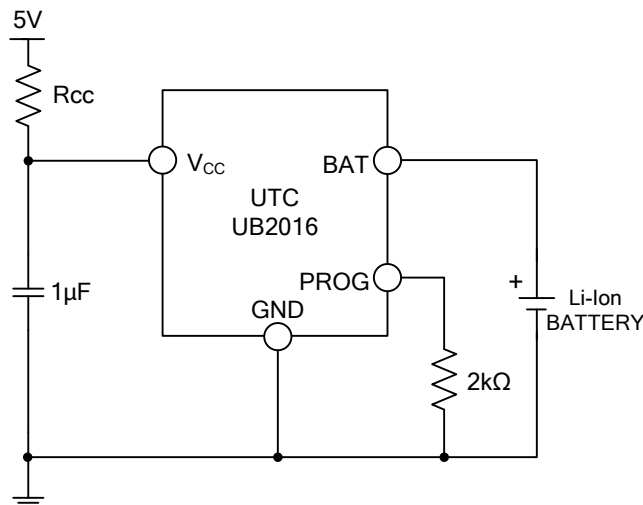 5V
Rcc
VCC
BAT
UTC
UB2016
PROG
GND
1µF
+
Li-Ion
BATTERY
2kΩ